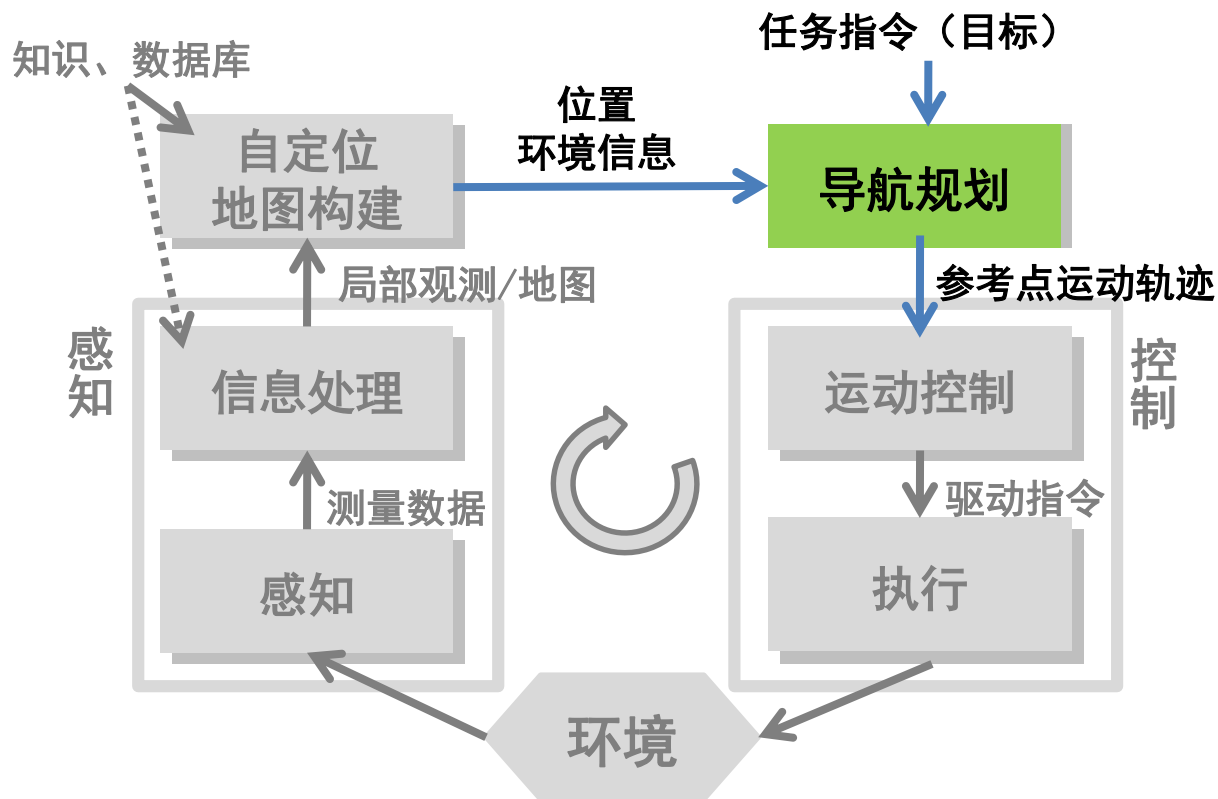 任务指令（目标）
知识、数据库
位置
环境信息
自定位
地图构建
导航规划
局部观测/地图
参考点运动轨迹
感
知
信息处理
运动控制
控
制
测量数据
驱动指令
感知
执行
环境